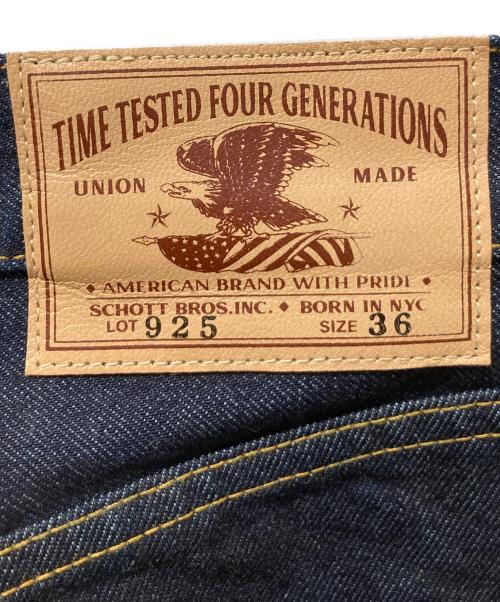 TIME TESTED FOUR GENERATIONS
UNION MADE
◆ AMERICAN BRAND WITH PRIDE ◆
SCHOTT BROS.INC. ◆ BORN IN NYC
LOT 925 SIZE 36